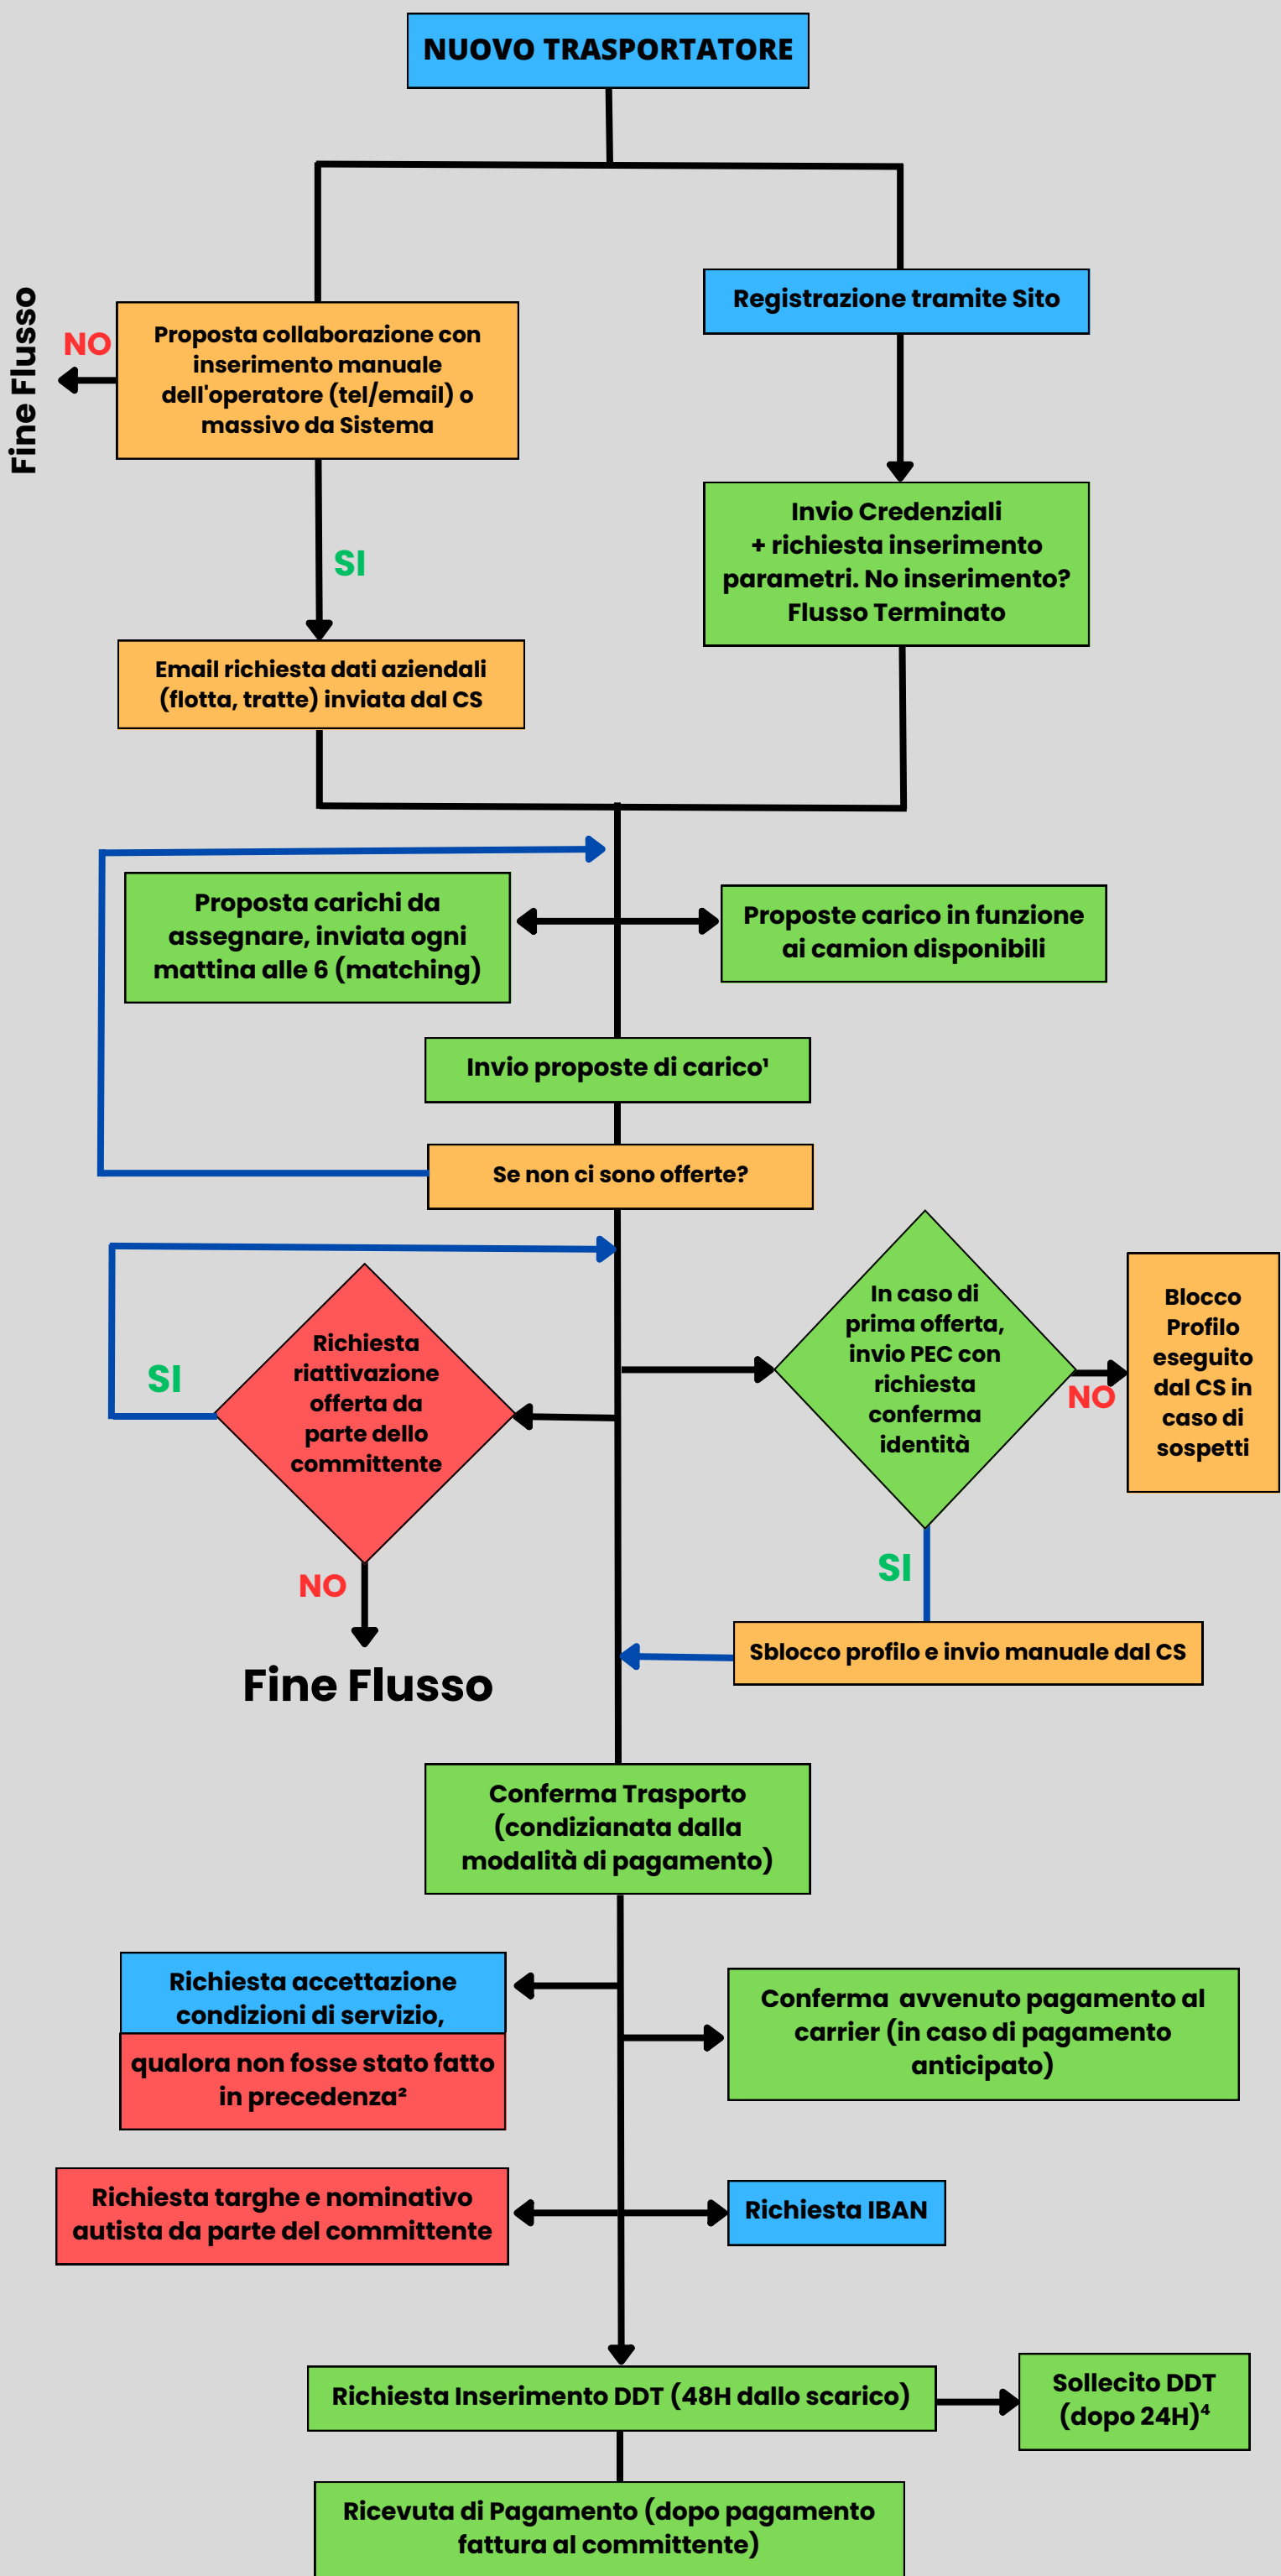 NUOVO TRASPORTATORE
Registrazione tramite Sito
Fine Flusso
NO
Proposta collaborazione con
inserimento manuale
dell'operatore (tel/email) o
massivo da Sistema
Invio Credenziali
+ richiesta inserimento
parametri. No inserimento?
Flusso Terminato
SI
Email richiesta dati aziendali
(flotta, tratte) inviata dal CS
Proposta carichi da
assegnare, inviata ogni
mattina alle 6 (matching)
Proposte carico in funzione
ai camion disponibili
Invio proposte di carico¹
Se non ci sono offerte?
In caso di
prima offerta,
invio PEC con
richiesta
conferma
identità
NO
Blocco
Profilo
eseguito
dal CS in
caso di
sospetti
SI
Richiesta
riattivazione
offerta da
parte dello
committente
NO
Fine Flusso
SI
Sblocco profilo e invio manuale dal CS
Conferma Trasporto
(condizianata dalla
modalità di pagamento)
Richiesta accettazione
condizioni di servizio,
qualora non fosse stato fatto
in precedenza²
Conferma avvenuto pagamento al
carrier (in caso di pagamento
anticipato)
Richiesta targhe e nominativo
autista da parte del committente
Richiesta IBAN
Richiesta Inserimento DDT (48H dallo scarico)
Sollecito DDT
(dopo 24H)⁴
Ricevuta di Pagamento (dopo pagamento
fattura al committente)